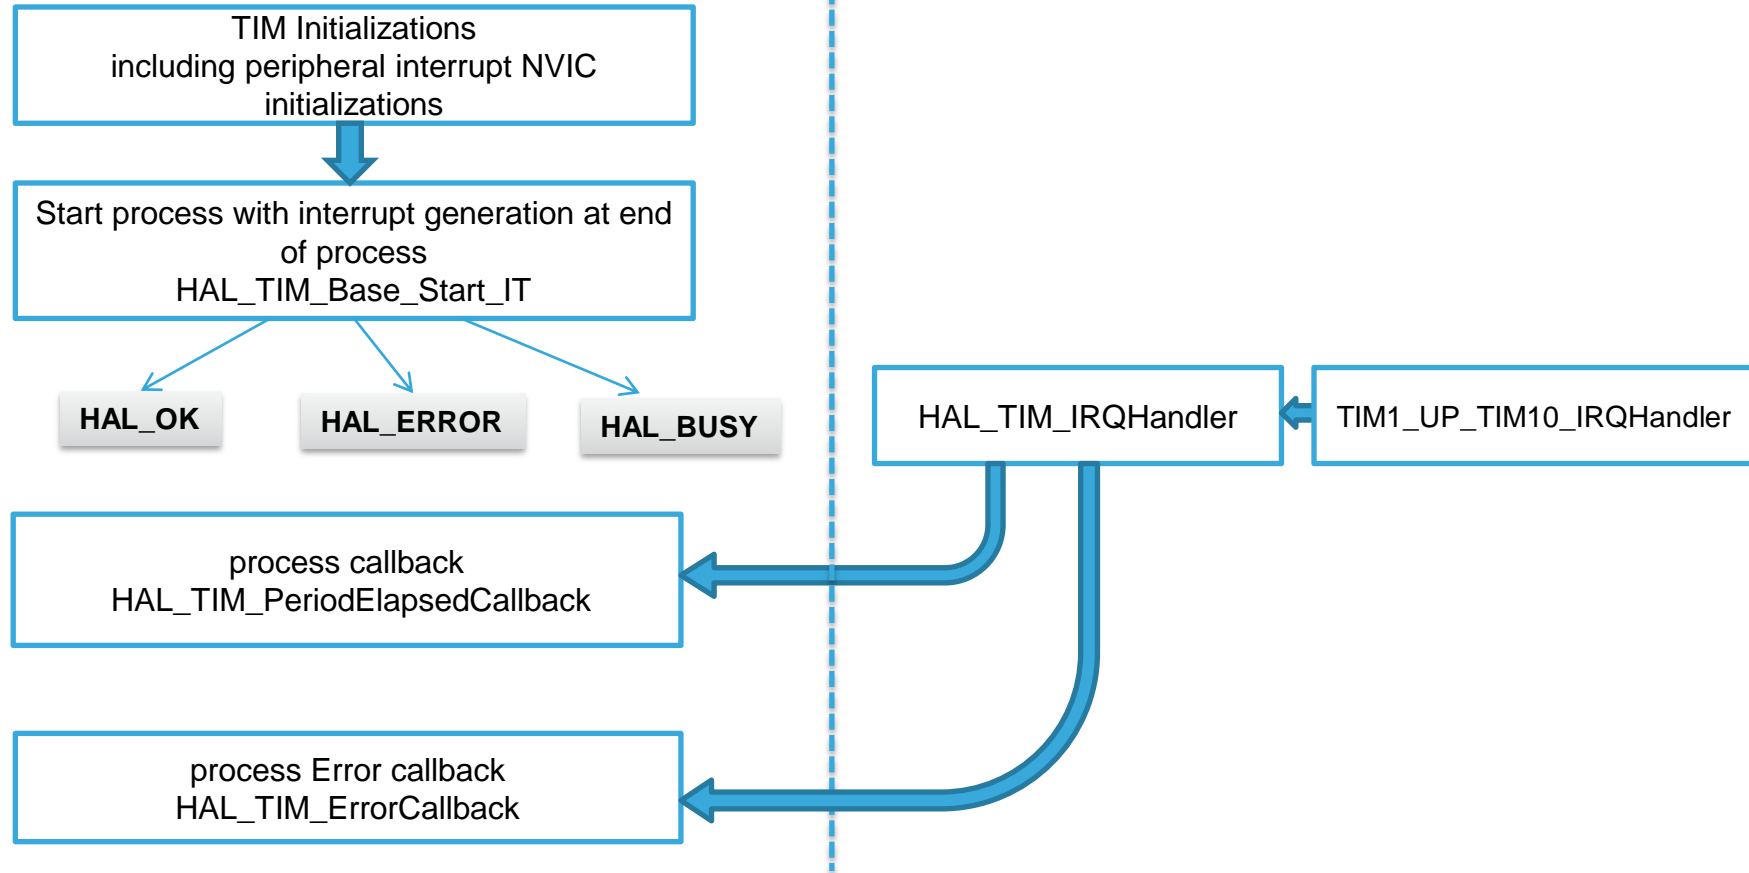 TIM Initializations
including peripheral interrupt NVIC
initializations
Start process with interrupt generation at end
of process
HAL_TIM_Base_Start_IT
HAL_OK
HAL_ERROR
HAL_BUSY
HAL_TIM_IRQHandler
TIM1_UP_TIM10_IRQHandler
process callback
HAL_TIM_PeriodElapsedCallback
process Error callback
HAL_TIM_ErrorCallback